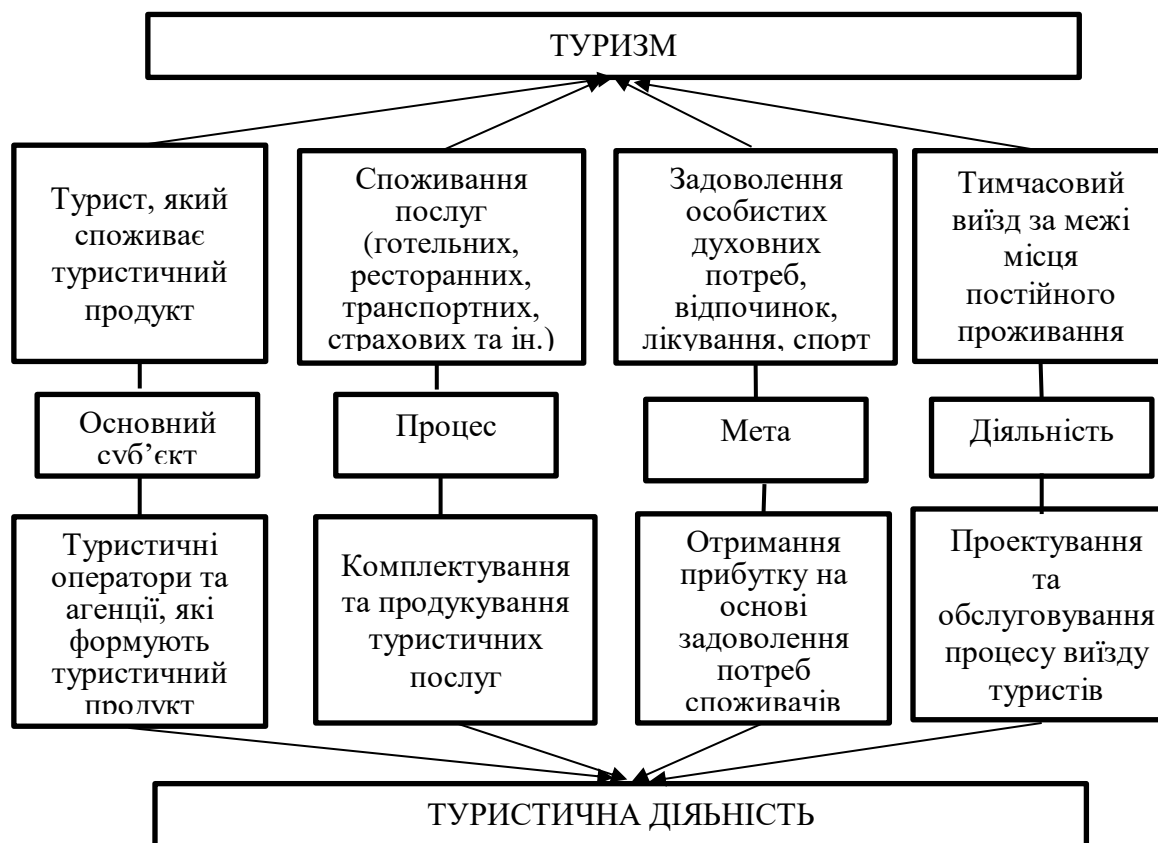 ТУРИЗМ
Турист, який
споживає
туристичний
продукт
Споживання
послуг
(готельних,
ресторанних,
транспортних,
страхових та ін.)
Задоволення
особистих
духовних
потреб,
відпочинок,
лікування, спорт
Тимчасовий
виїзд за межі
місця
постійного
проживання
Основний
суб’єкт
Процес
Мета
Діяльність
Туристичні
оператори та
агенції, які
формують
туристичний
продукт
Комплектування
та продукування
туристичних
послуг
Отримання
прибутку на
основі
задоволення
потреб
споживачів
Проектування
та
обслуговування
процесу виїзду
туристів
ТУРИСТИЧНА ДІЯЬНІСТЬ